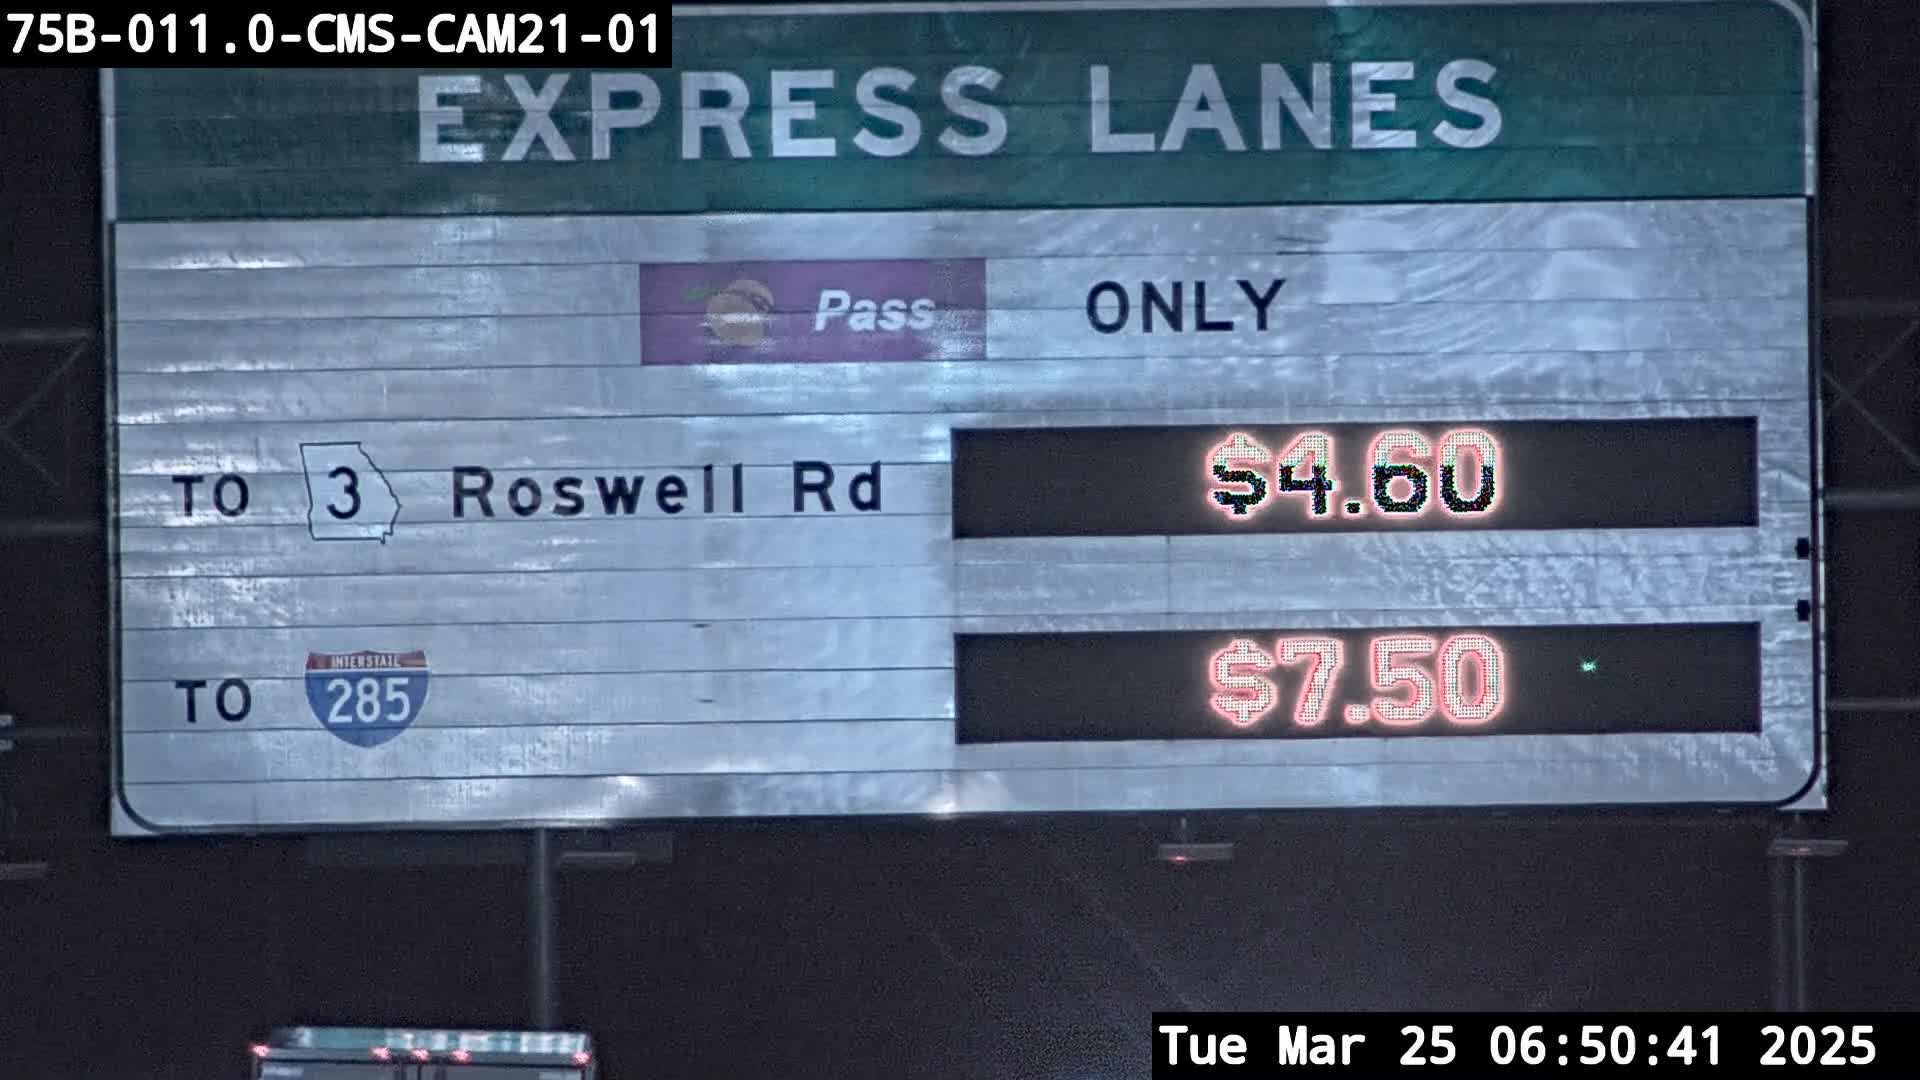 75B-011.0-CMS-CAM21-01
EXPRESS LANES
Pass ONLY
TO 3 Roswell Rd $4.60
TO INTERSTATE 285 $7.50
Tue Mar 25 06:50:41 2025